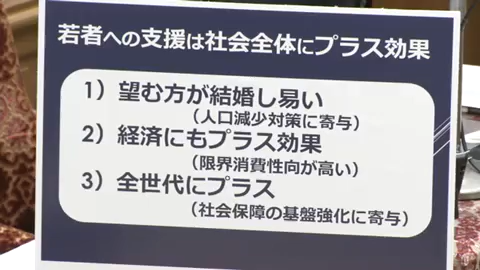 若者への支援は社会全体にプラス効果
1）望む方が結婚し易い
（人口減少対策に寄与）
2）経済にもプラス効果
（限界消費性向が高い）
3）全世代にプラス
（社会保障の基盤強化に寄与）